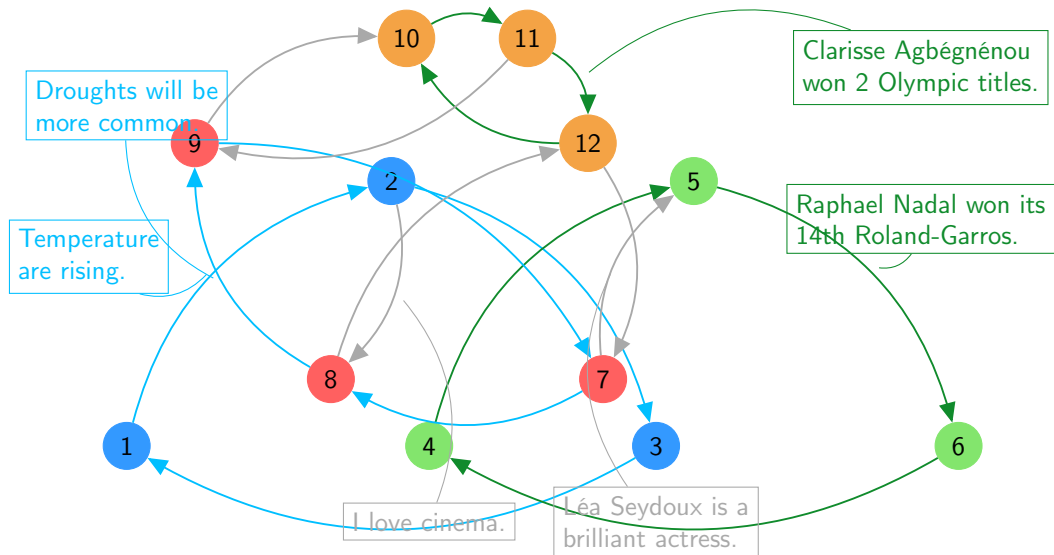 10
11
Clarisse Agbégnénou
won 2 Olympic titles.
Droughts will be
more common.
9
12
2
5
Raphael Nadal won its
14th Roland-Garros.
Temperature
are rising.
8
7
1
4
3
6
I love cinema.
Léa Seydoux is a
brilliant actress.